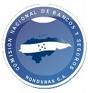 COMISION NACIONAL DE BANCOS Y SEGUROS
HONDURAS C.A.